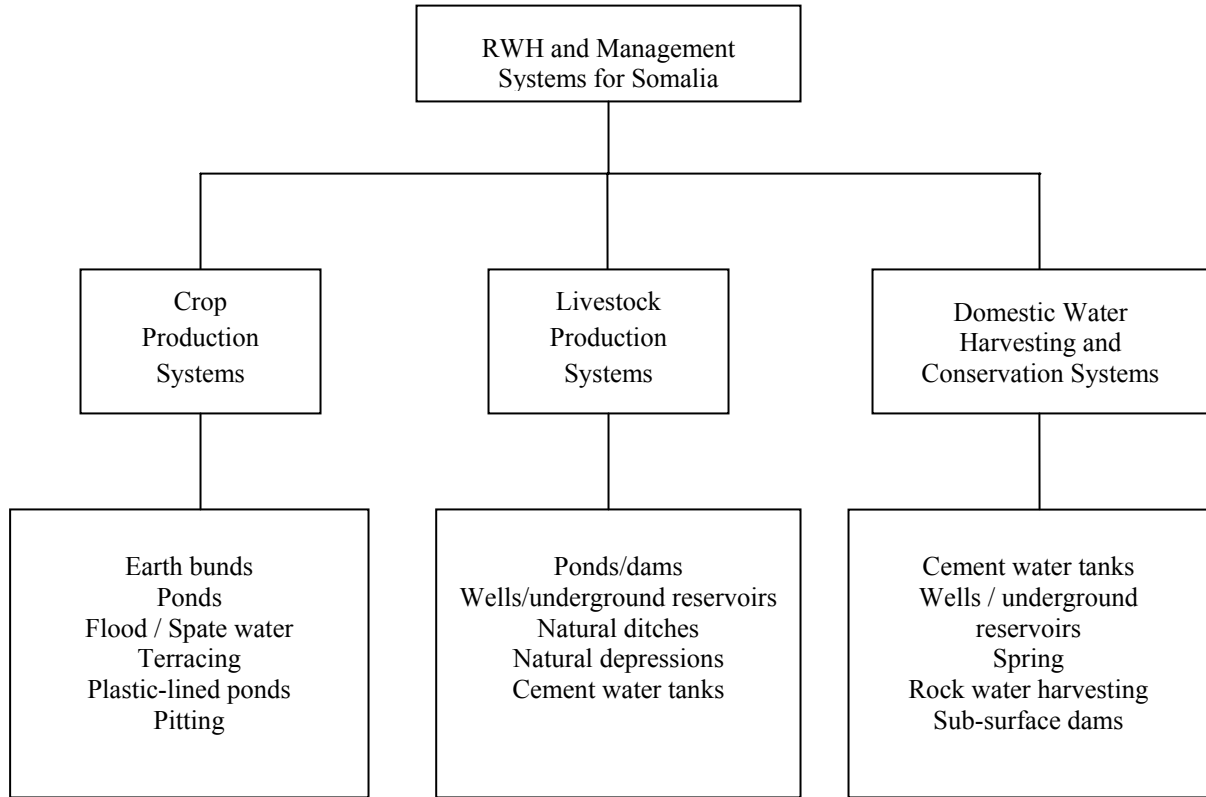 RWH and Management
Systems for Somalia
Crop
Production
Systems
Livestock
Production
Systems
Domestic Water
Harvesting and
Conservation Systems
Earth bunds
Ponds
Flood / Spate water
Terracing
Plastic-lined ponds
Pitting
Ponds/dams
Wells/underground reservoirs
Natural ditches
Natural depressions
Cement water tanks
Cement water tanks
Wells / underground
reservoirs
Spring
Rock water harvesting
Sub-surface dams